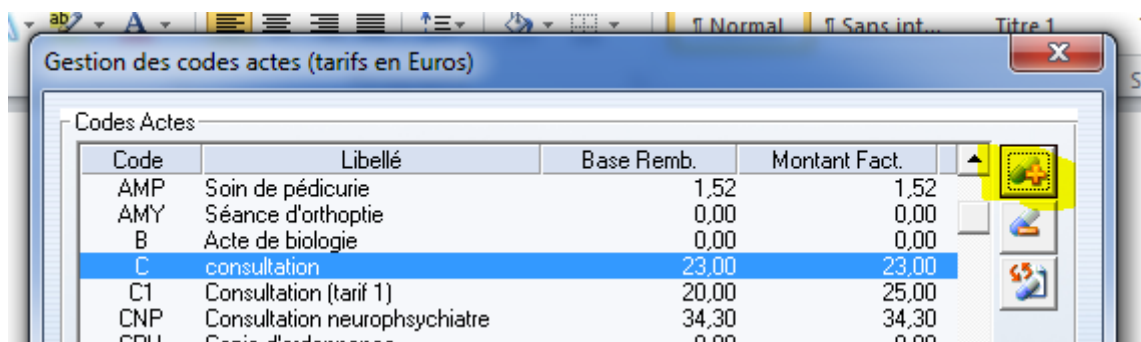 ¶ Normal ¶ Sans int... Titre 1
Gestion des codes actes (tarifs en Euros)
Codes Actes
Code Libellé Base Remb. Montant Fact.
AMP Soin de pédicurie 1,52 1,52
AMY Séance d'orthoptie 0,00 0,00
B Acte de biologie 0,00 0,00
C consultation 23,00 23,00
C1 Consultation (tarif 1) 20,00 25,00
CNP Consultation neurophsychiatre 34,30 34,30